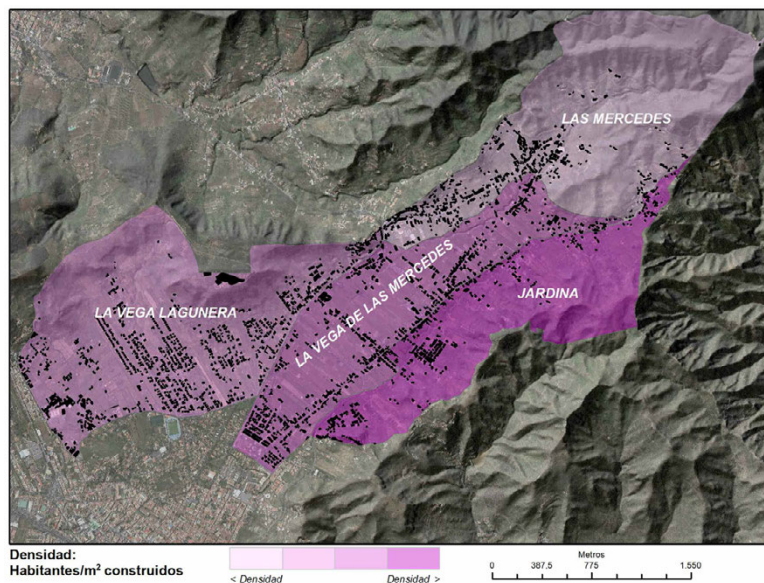 LAS MERCEDES
LA VEGA LAGUNERA
LA VEGA DE LAS MERCEDES
JARDINA
Densidad:
Habitantes/m² construidos
< Densidad
Densidad >
Metros
0 387,5 775 1.550